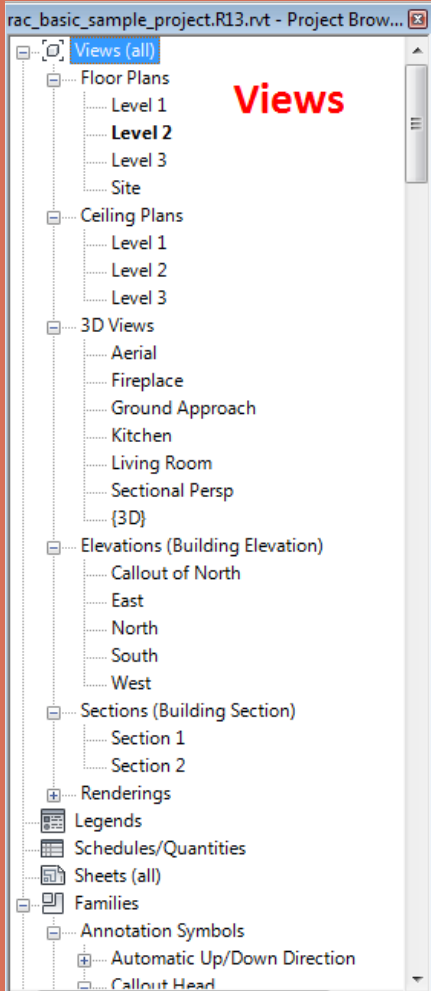 rac_basic_sample_project.R13.rvt - Project Brow...
Views (all)
Floor Plans
Views
Level 1
Level 2
Level 3
Site
Ceiling Plans
Level 1
Level 2
Level 3
3D Views
Aerial
Fireplace
Ground Approach
Kitchen
Living Room
Sectional Persp
{3D}
Elevations (Building Elevation)
Callout of North
East
North
South
West
Sections (Building Section)
Section 1
Section 2
Renderings
Legends
Schedules/Quantities
Sheets (all)
Families
Annotation Symbols
Automatic Up/Down Direction
Callout Head